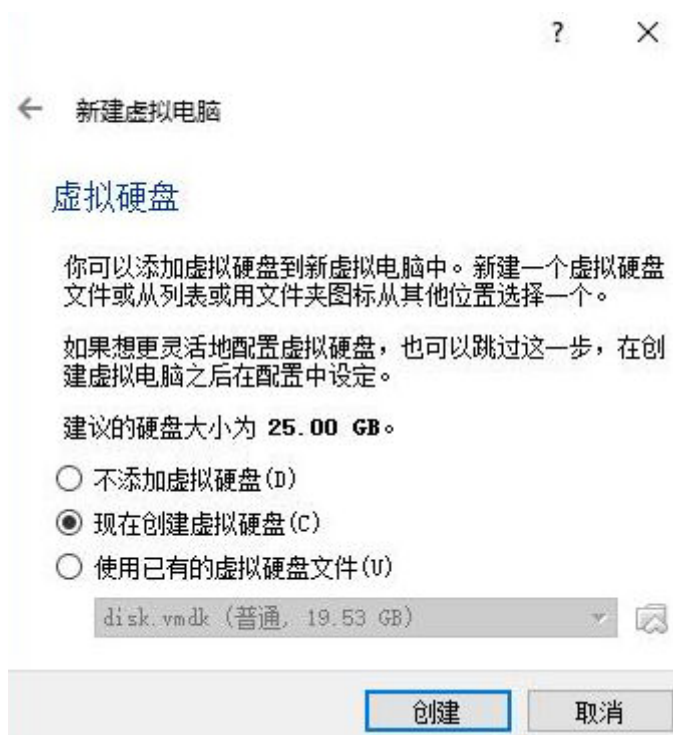 ?
×
← 新建虚拟电脑
虚拟硬盘
你可以添加虚拟硬盘到新虚拟电脑中。新建一个虚拟硬盘
文件或从列表或用文件夹图标从其他位置选择一个。
如果想更灵活地配置虚拟硬盘，也可以跳过这一步，在创
建虚拟电脑之后在配置中设定。
建议的硬盘大小为 25.00 GB。
不添加虚拟硬盘(D)
现在创建虚拟硬盘(C)
使用已有的虚拟硬盘文件(U)
disk.vmdk (普通, 19.53 GB)
创建
取消